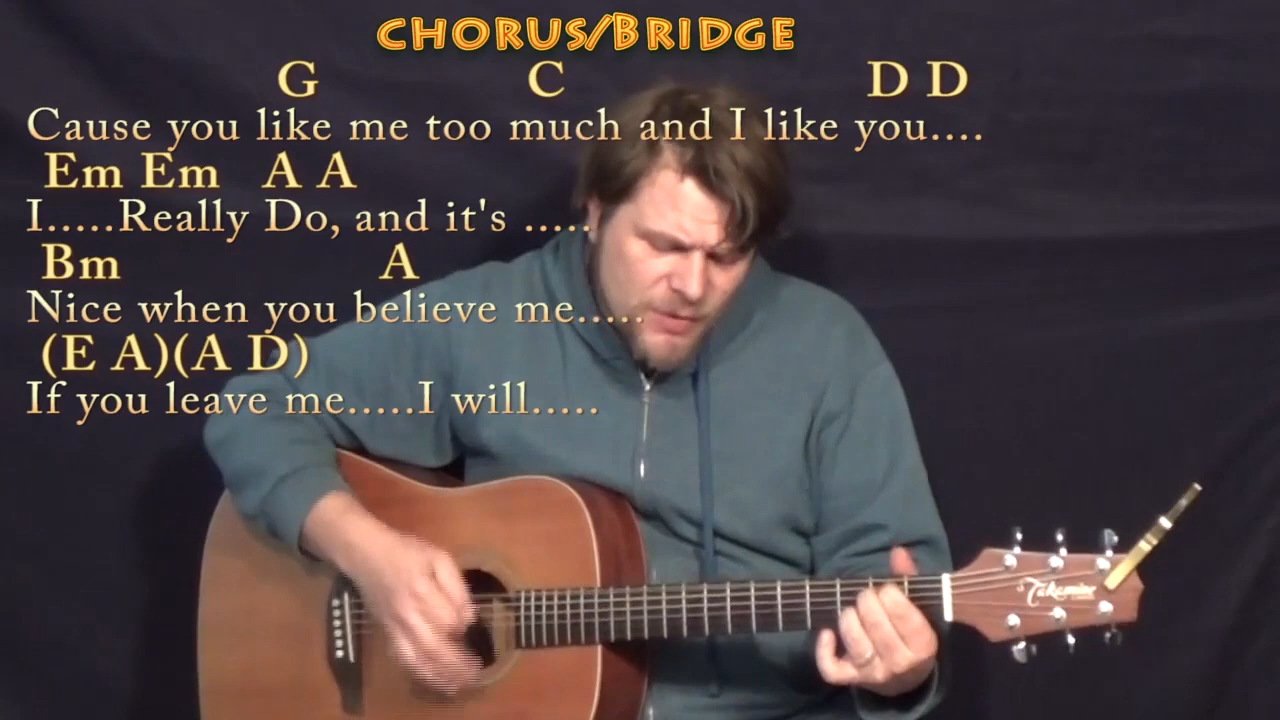 CHORUS/BRIDGE
G C D D
Cause you like me too much and I like you....
Em Em A A
I.....Really Do, and it's .....
Bm A
Nice when you believe me.....
(E A)(A D)
If you leave me.....I will.....
Takamine